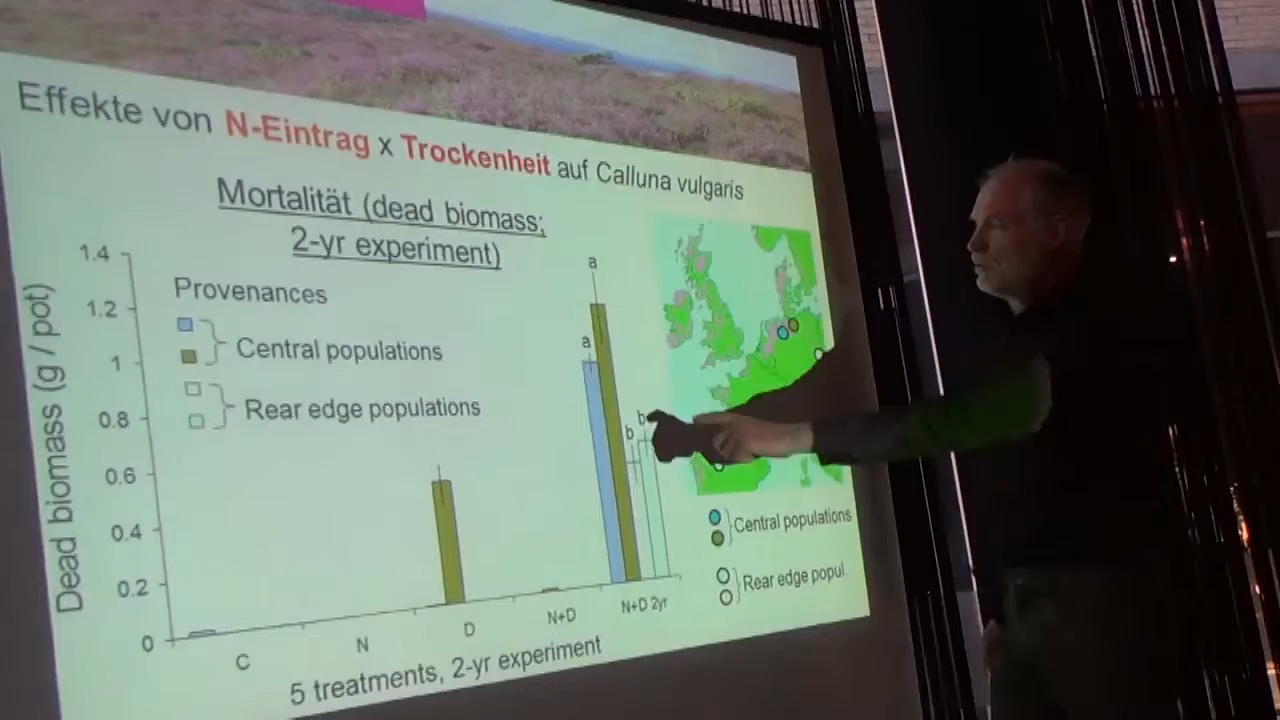 Effekte von N-Eintrag x Trockenheit auf Calluna vulgaris
Mortalität (dead biomass;
2-yr experiment)
Provenances
Central populations
Rear edge populations
Dead biomass (g / pot)
1.4
1.2
1
0.8
0.6
0.4
0.2
0
a
a
b
b
C
N
D
N+D
N+D 2yr
5 treatments, 2-yr experiment
Central populations
Rear edge popul.